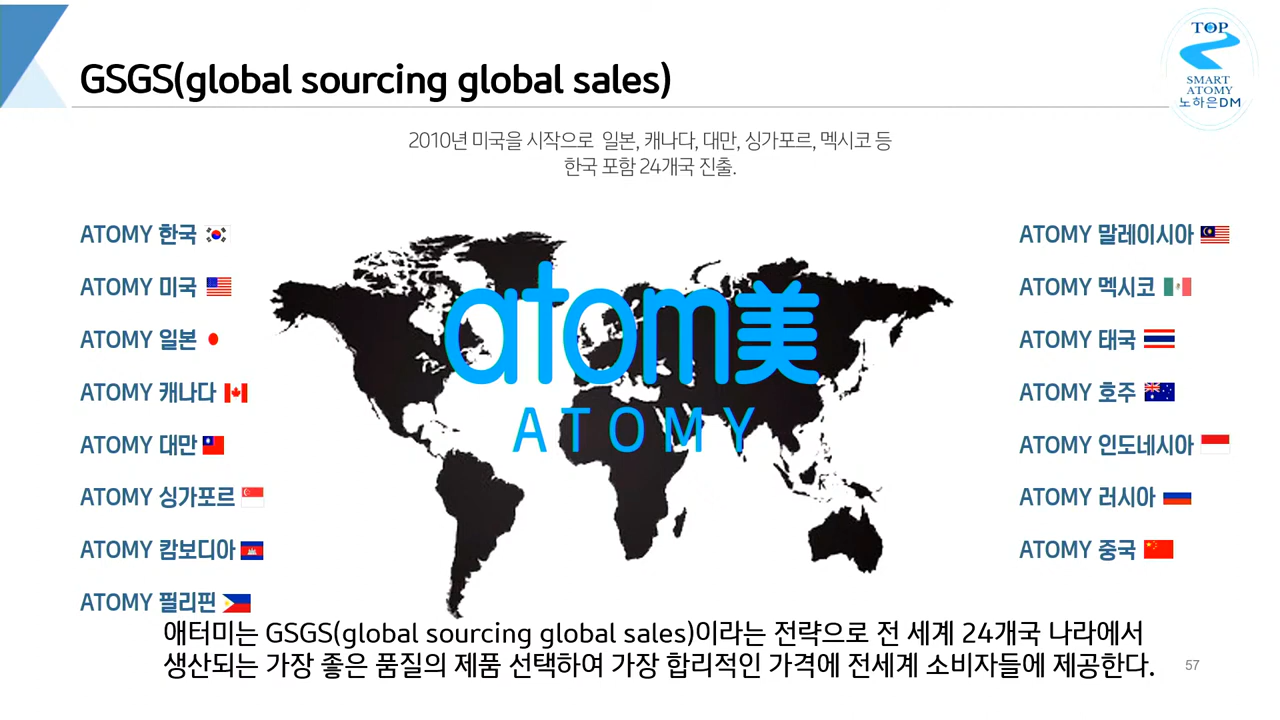 TOP
SMART
ATOMY
노하은DM
GSGS(global sourcing global sales)
2010년 미국을 시작으로 일본, 캐나다, 대만, 싱가포르, 멕시코 등
한국 포함 24개국 진출.
ATOMY 한국
ATOMY 미국
ATOMY 일본
ATOMY 캐나다
ATOMY 대만
ATOMY 싱가포르
ATOMY 캄보디아
ATOMY 필리핀
atom美
ATOMY
ATOMY 말레이시아
ATOMY 멕시코
ATOMY 태국
ATOMY 호주
ATOMY 인도네시아
ATOMY 러시아
ATOMY 중국
애터미는 GSGS(global sourcing global sales)이라는 전략으로 전 세계 24개국 나라에서
생산되는 가장 좋은 품질의 제품 선택하여 가장 합리적인 가격에 전세계 소비자들에 제공한다.
57